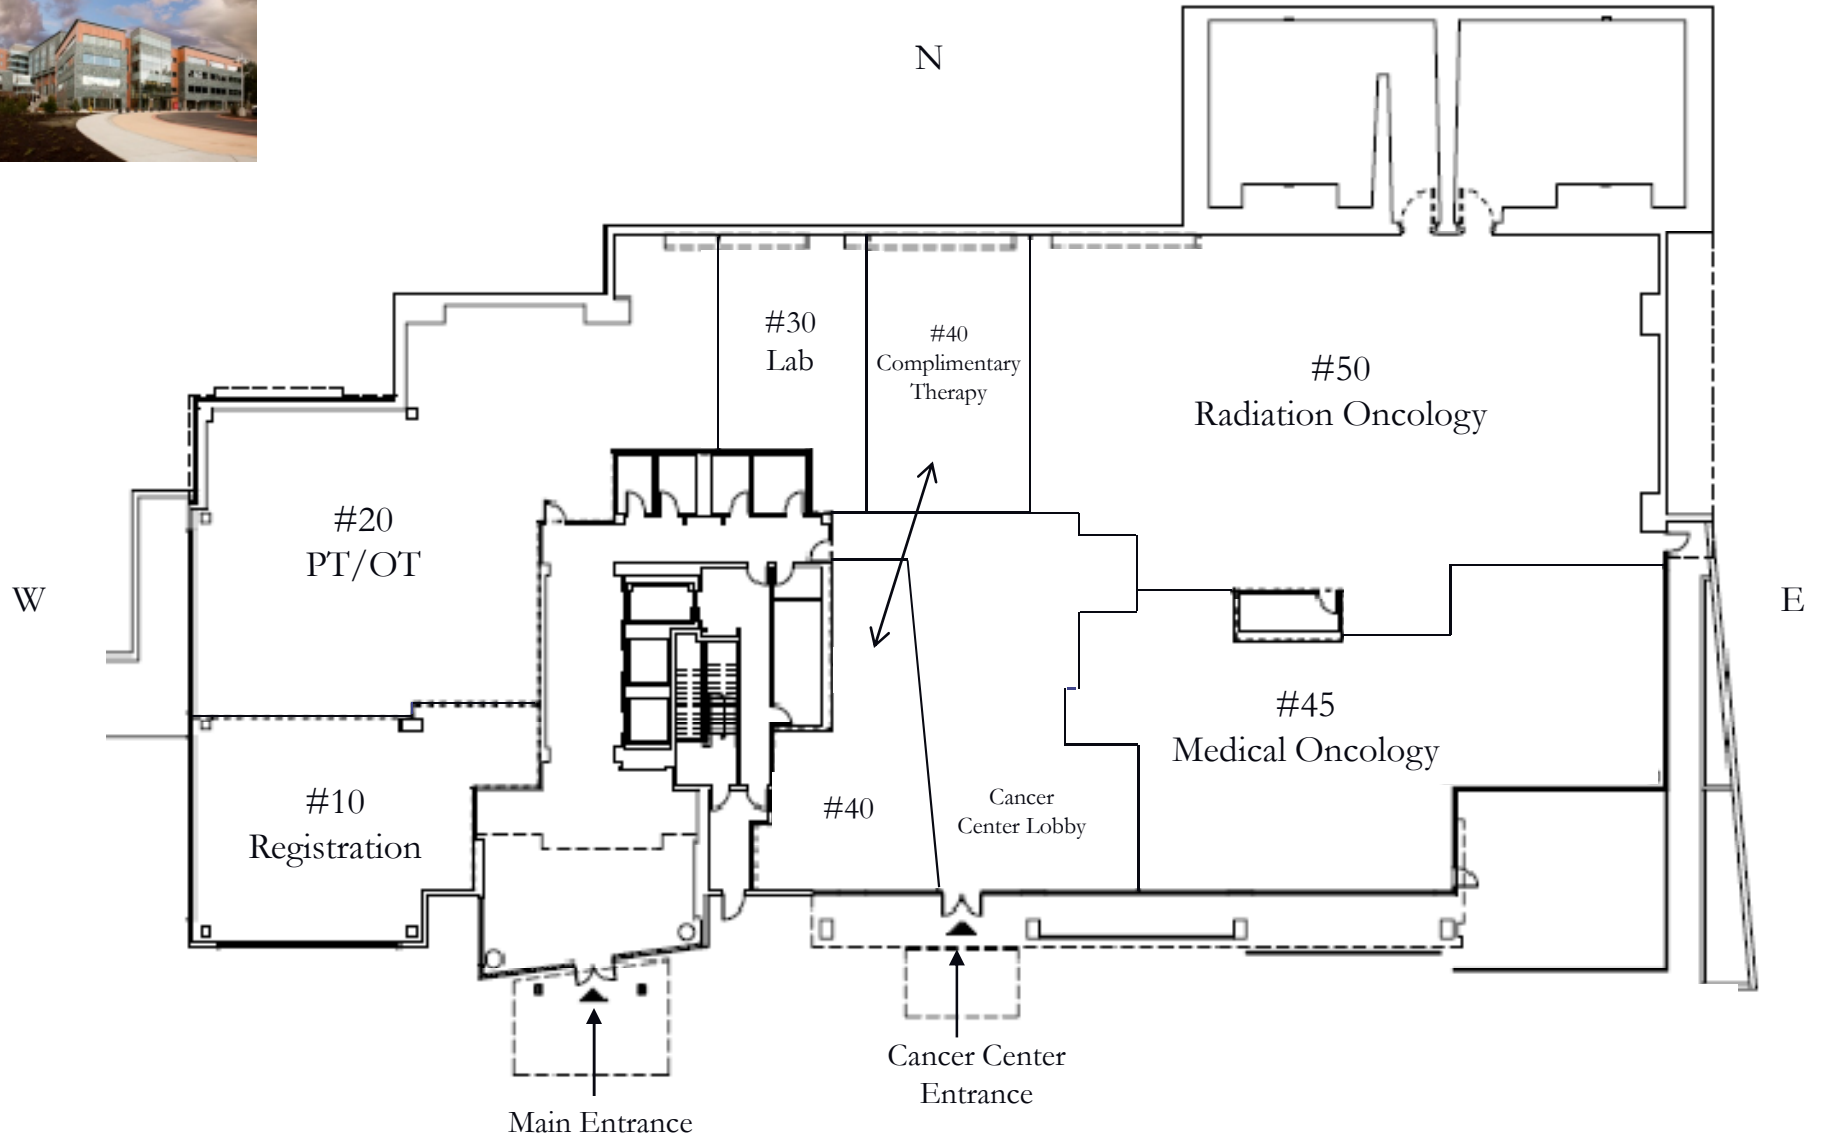 N
#30
Lab
#40
Complimentary
Therapy
#50
Radiation Oncology
#20
PT/OT
W
E
#45
Medical Oncology
#10
Registration
#40
Cancer
Center Lobby
Cancer Center
Entrance
Main Entrance